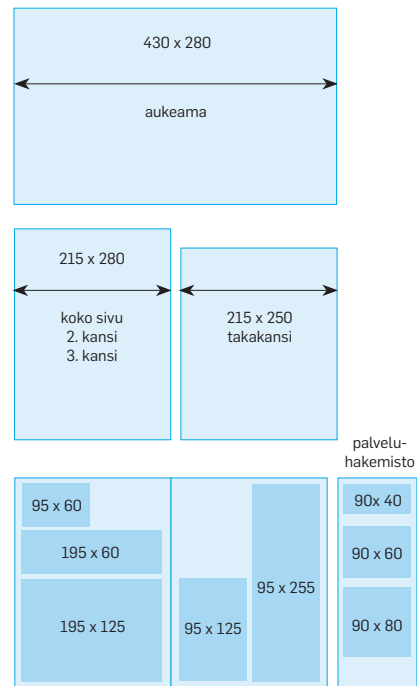 430 x 280
aukeama
215 x 280
koko sivu
2. kansi
3. kansi
215 x 250
takakansi
palvelu-
hakemisto
95 x 60
195 x 60
195 x 125
95 x 125
95 x 255
90x 40
90 x 60
90 x 80